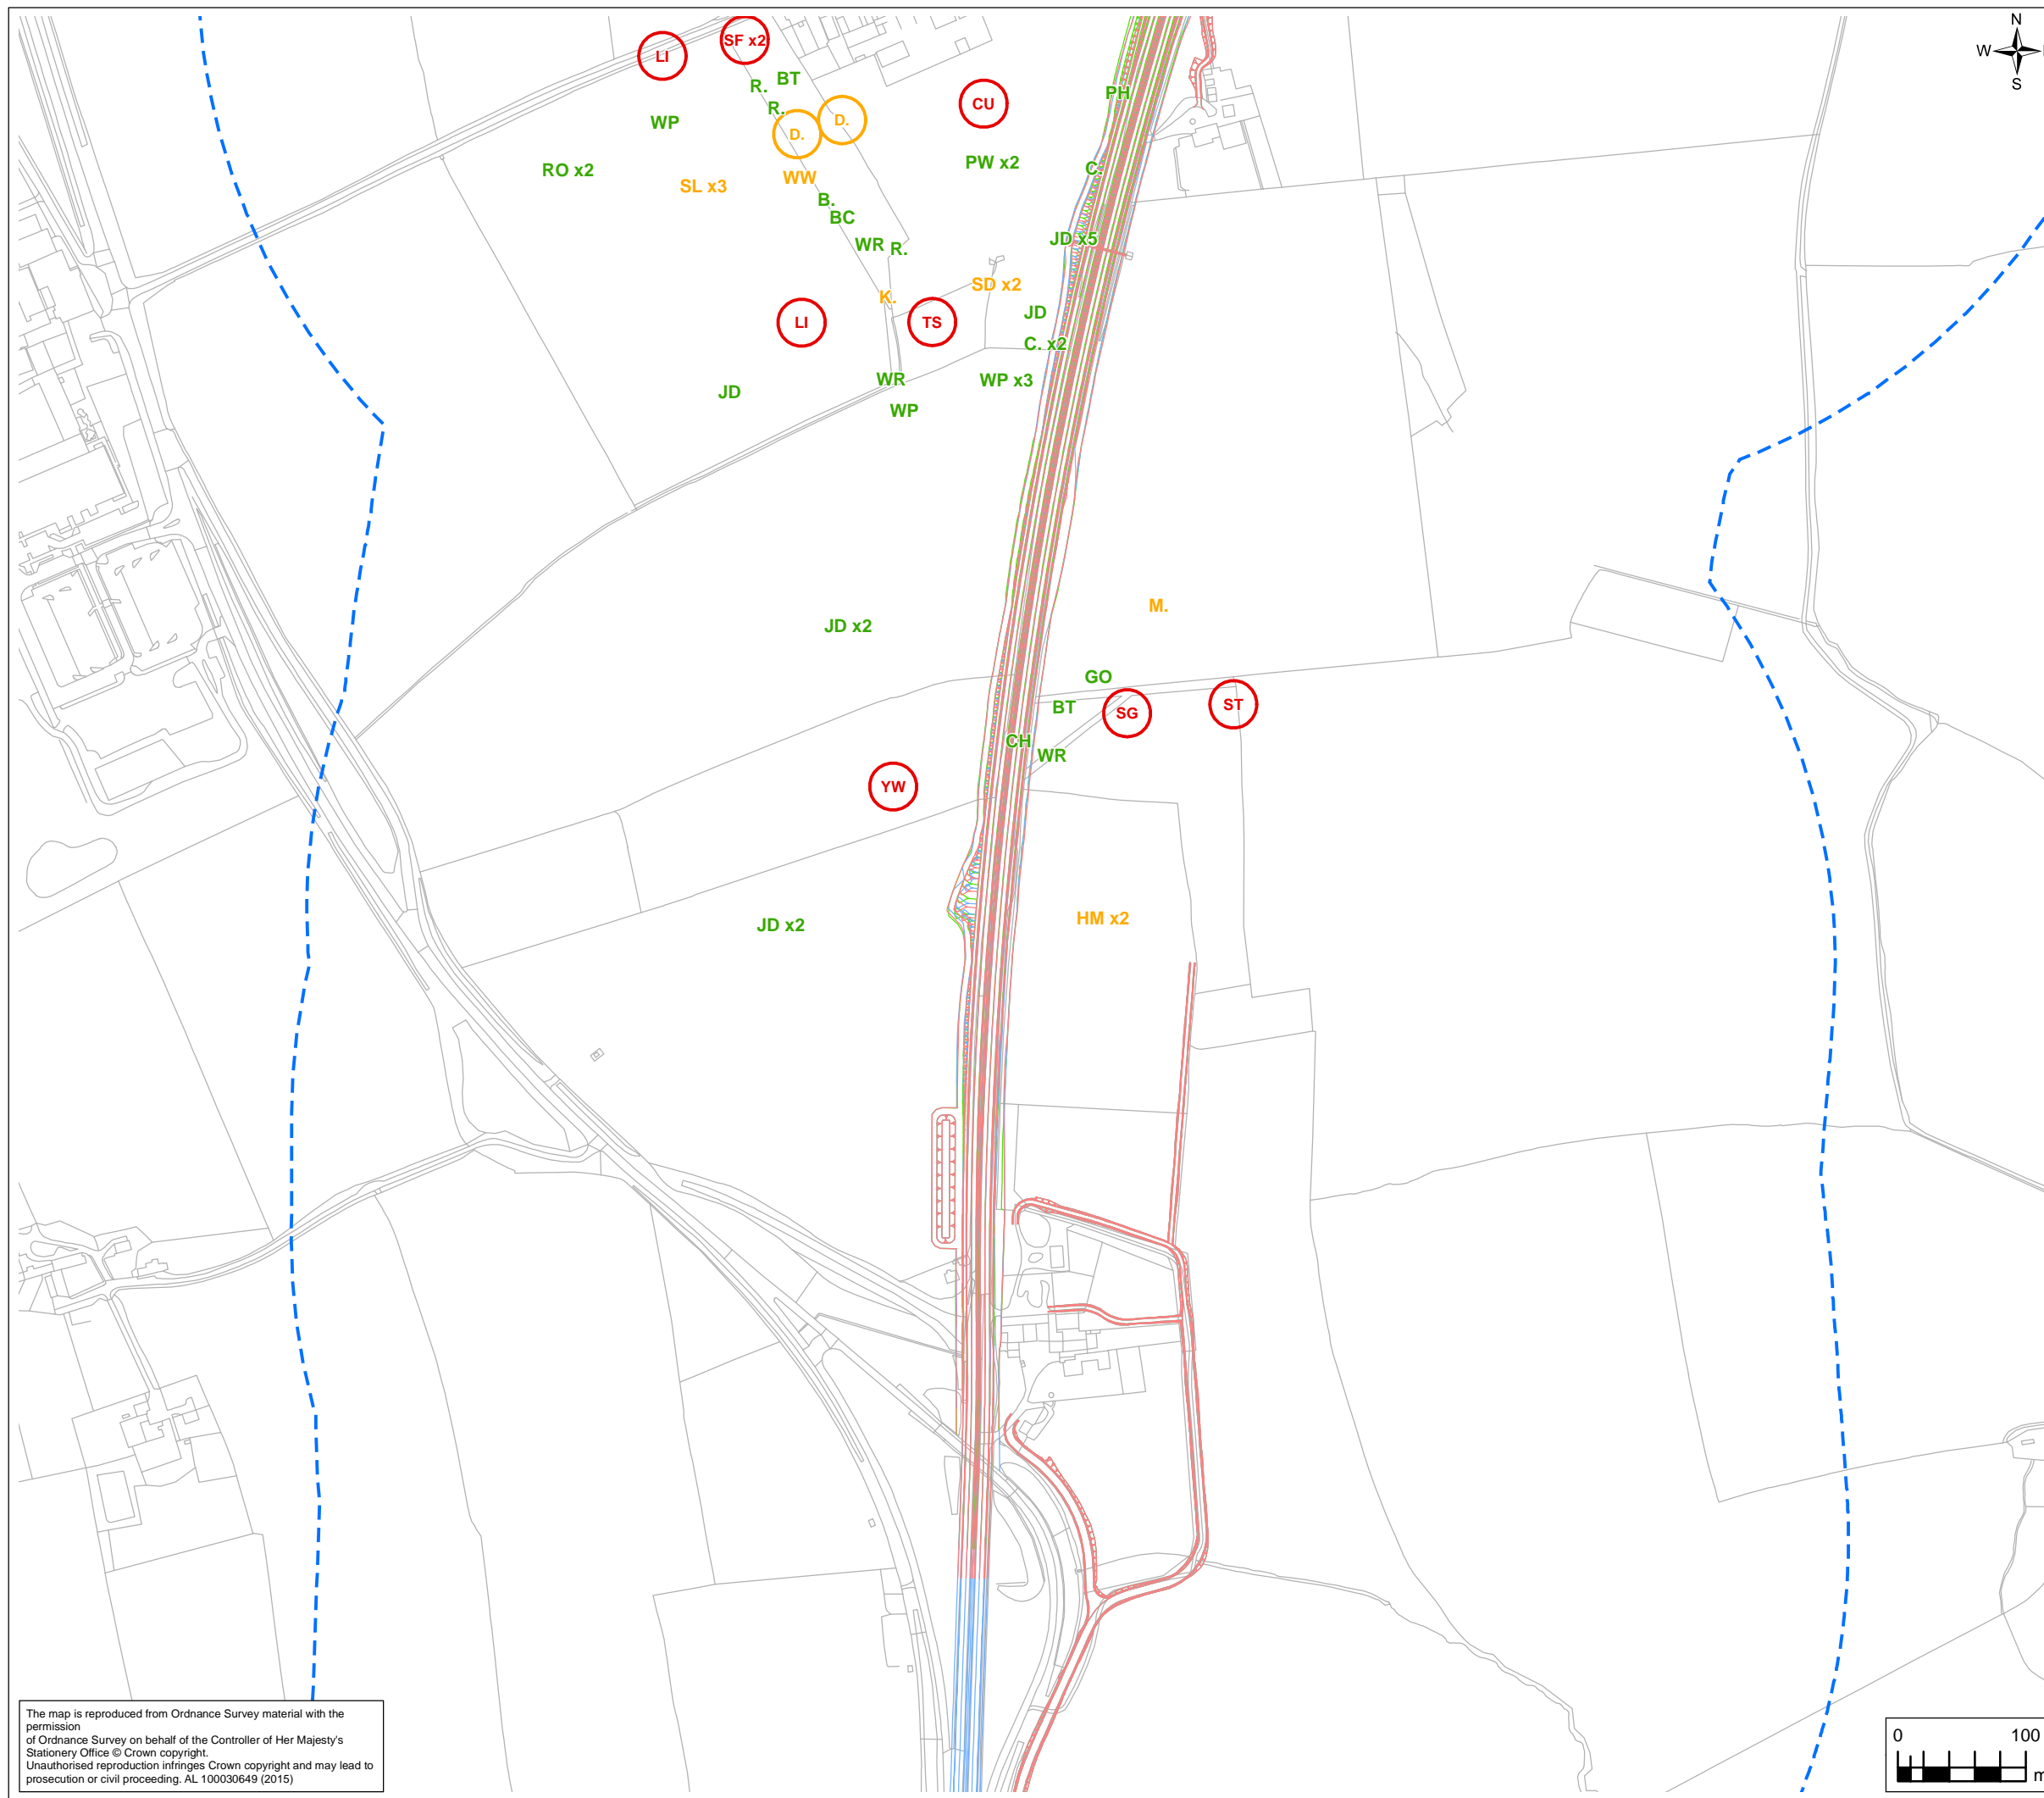 N
W
S
SF x2
LI
BT
R.
PH
CU
R.
D.
D.
WP
PW x2
C.
RO x2
WW
SL x3
B.
BC
JD x5
WR
R.
SD x2
K.
JD
LI
TS
C. x2
WR
WP x3
JD
WP
M.
JD x2
GO
ST
BT
SG
CH
WR
YW
HM x2
JD x2
The map is reproduced from Ordnance Survey material with the
permission
of Ordnance Survey on behalf of the Controller of Her Majesty's
Stationery Office © Crown copyright.
Unauthorised reproduction infringes Crown copyright and may lead to
prosecution or civil proceeding. AL 100030649 (2015)
0 100
m